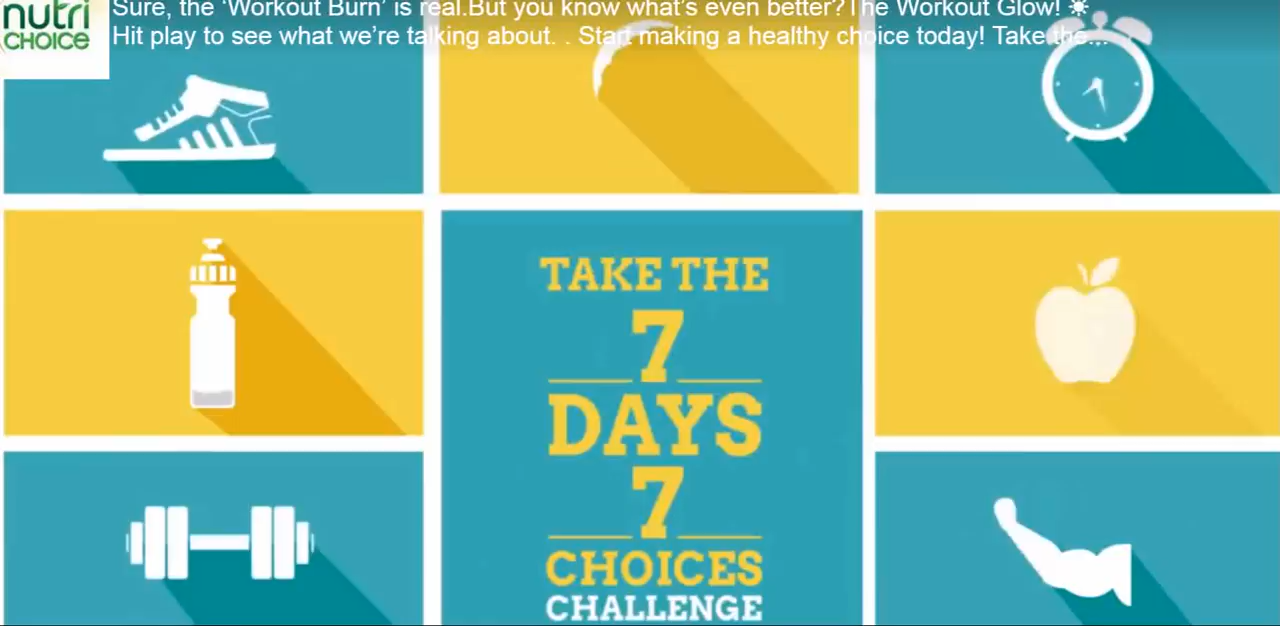 nutri
CHOICE
Sure, the ‘Workout Burn’ is real.But you know what’s even better?The Workout Glow! ☀
Hit play to see what we’re talking about. . Start making a healthy choice today! Take the...
TAKE THE
7
DAYS
7
CHOICES
CHALLENGE